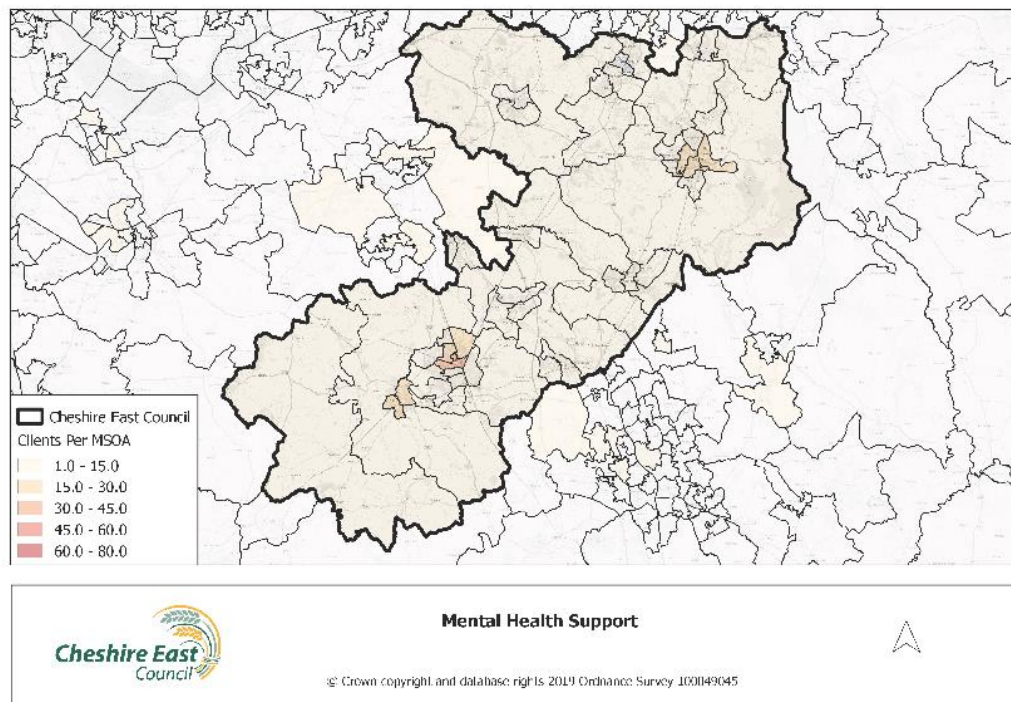 Cheshire East Council
Clients Per MSOA
1.0 - 15.0
15.0 - 30.0
30.0 - 45.0
45.0 - 60.0
60.0 - 80.0
Cheshire East
Council
Mental Health Support
© Crown copyright and database rights 2019 Ordnance Survey 100049045